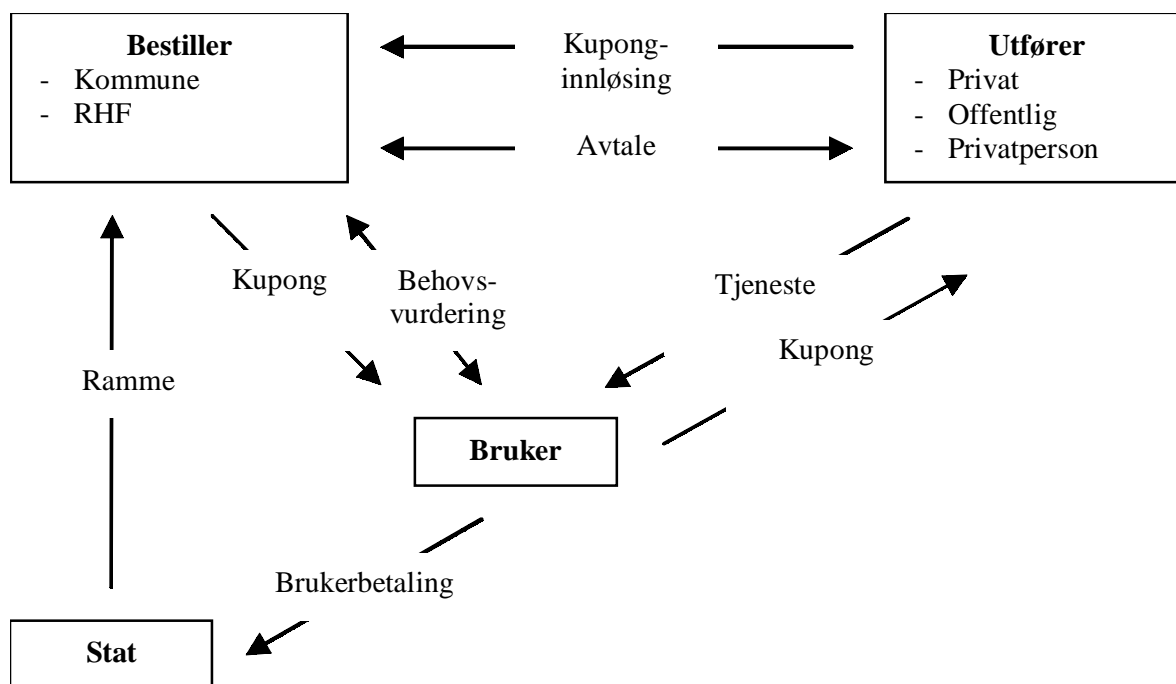 Bestiller
- Kommune
- RHF
Kupong-
innløsing
Avtale
Utfører
- Privat
- Offentlig
- Privatperson
Kupong
Behovs-
vurdering
Tjeneste
Kupong
Ramme
Bruker
Brukerbetaling
Stat